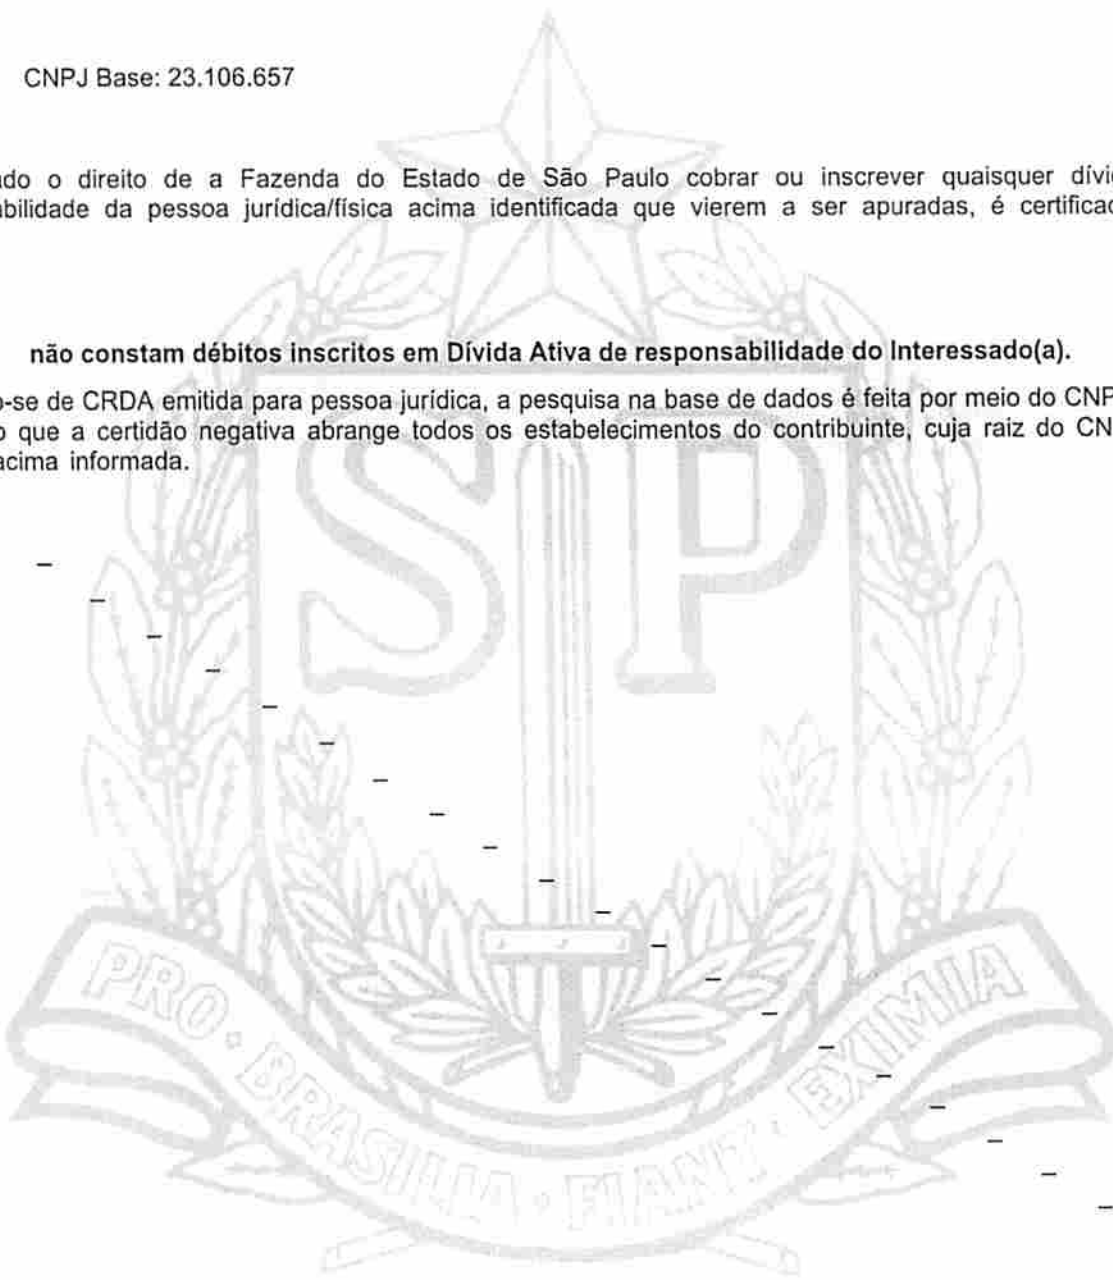 CNPJ Base: 23.106.657
ado o direito de a Fazenda do Estado de São Paulo cobrar ou inscrever quaisquer dívi
abilidade da pessoa jurídica/física acima identificada que vierem a ser apuradas, é certificad
não constam débitos inscritos em Dívida Ativa de responsabilidade do Interessado(a).
o-se de CRDA emitida para pessoa jurídica, a pesquisa na base de dados é feita por meio do CNP
o que a certidão negativa abrange todos os estabelecimentos do contribuinte, cuja raiz do CN
acima informada.
SP
PRO · BRASILIA · FIANT · EXIMIA